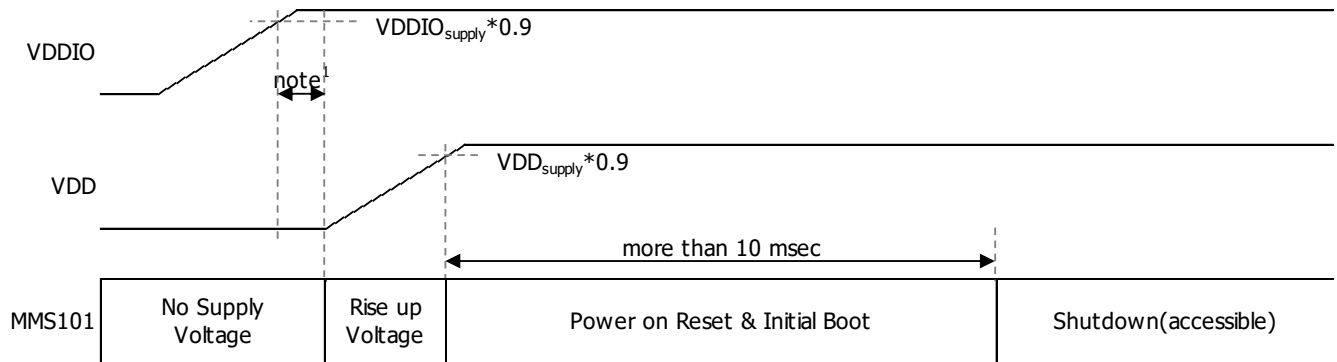 VDDIO
VDDIOsupply*0.9
note1
VDD
VDDsupply*0.9
more than 10 msec
MMS101
No Supply
Voltage
Rise up
Voltage
Power on Reset & Initial Boot
Shutdown(accessible)